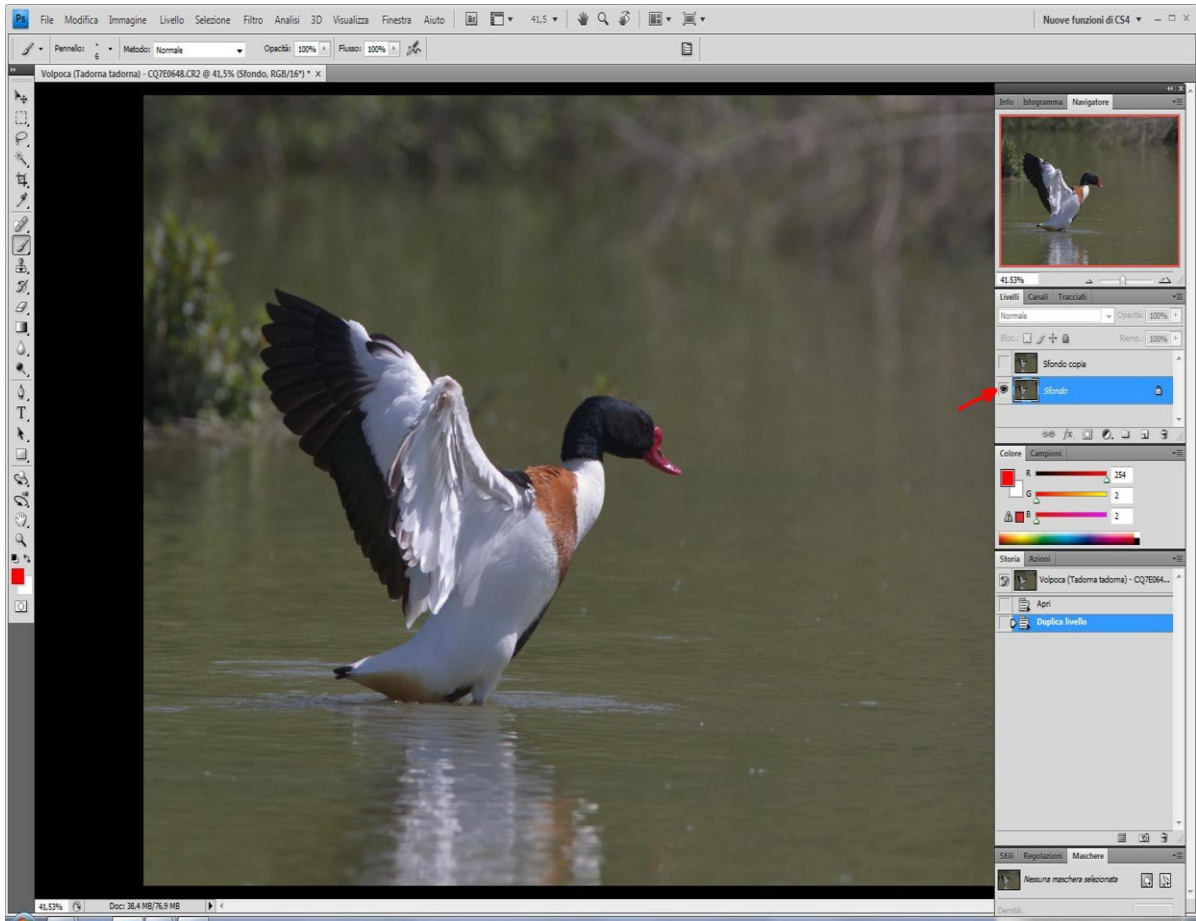 Ps File Modifica Immagine Livello Selezione Filtro Analisi 3D Visualizza Finestra Aiuto Br 41,5 Nuove funzioni di CS4
Pennello: 6 Metodo: Normale Opacità: 100% Flusso: 100%
Volpoca (Tadorna tadorna) - CQ7E0648.CR2 @ 41,5% (Sfondo, RGB/16*) * x
Info Istogramma Navigatore
41.53%
Livelli Canali Tracciati
Normale Opacità: 100%
Bloc.: Riemp.: 100%
Sfondo copia
Sfondo
fx
Colore Campioni
R 254
G 2
B 2
Storia Azioni
Volpoca (Tadorna tadorna) - CQ7E064...
Apri
Duplica livello
Stili Regolazioni Maschere
Nessuna maschera selezionata
Densità:
41,53% Doc: 38,4 MB/76,9 MB